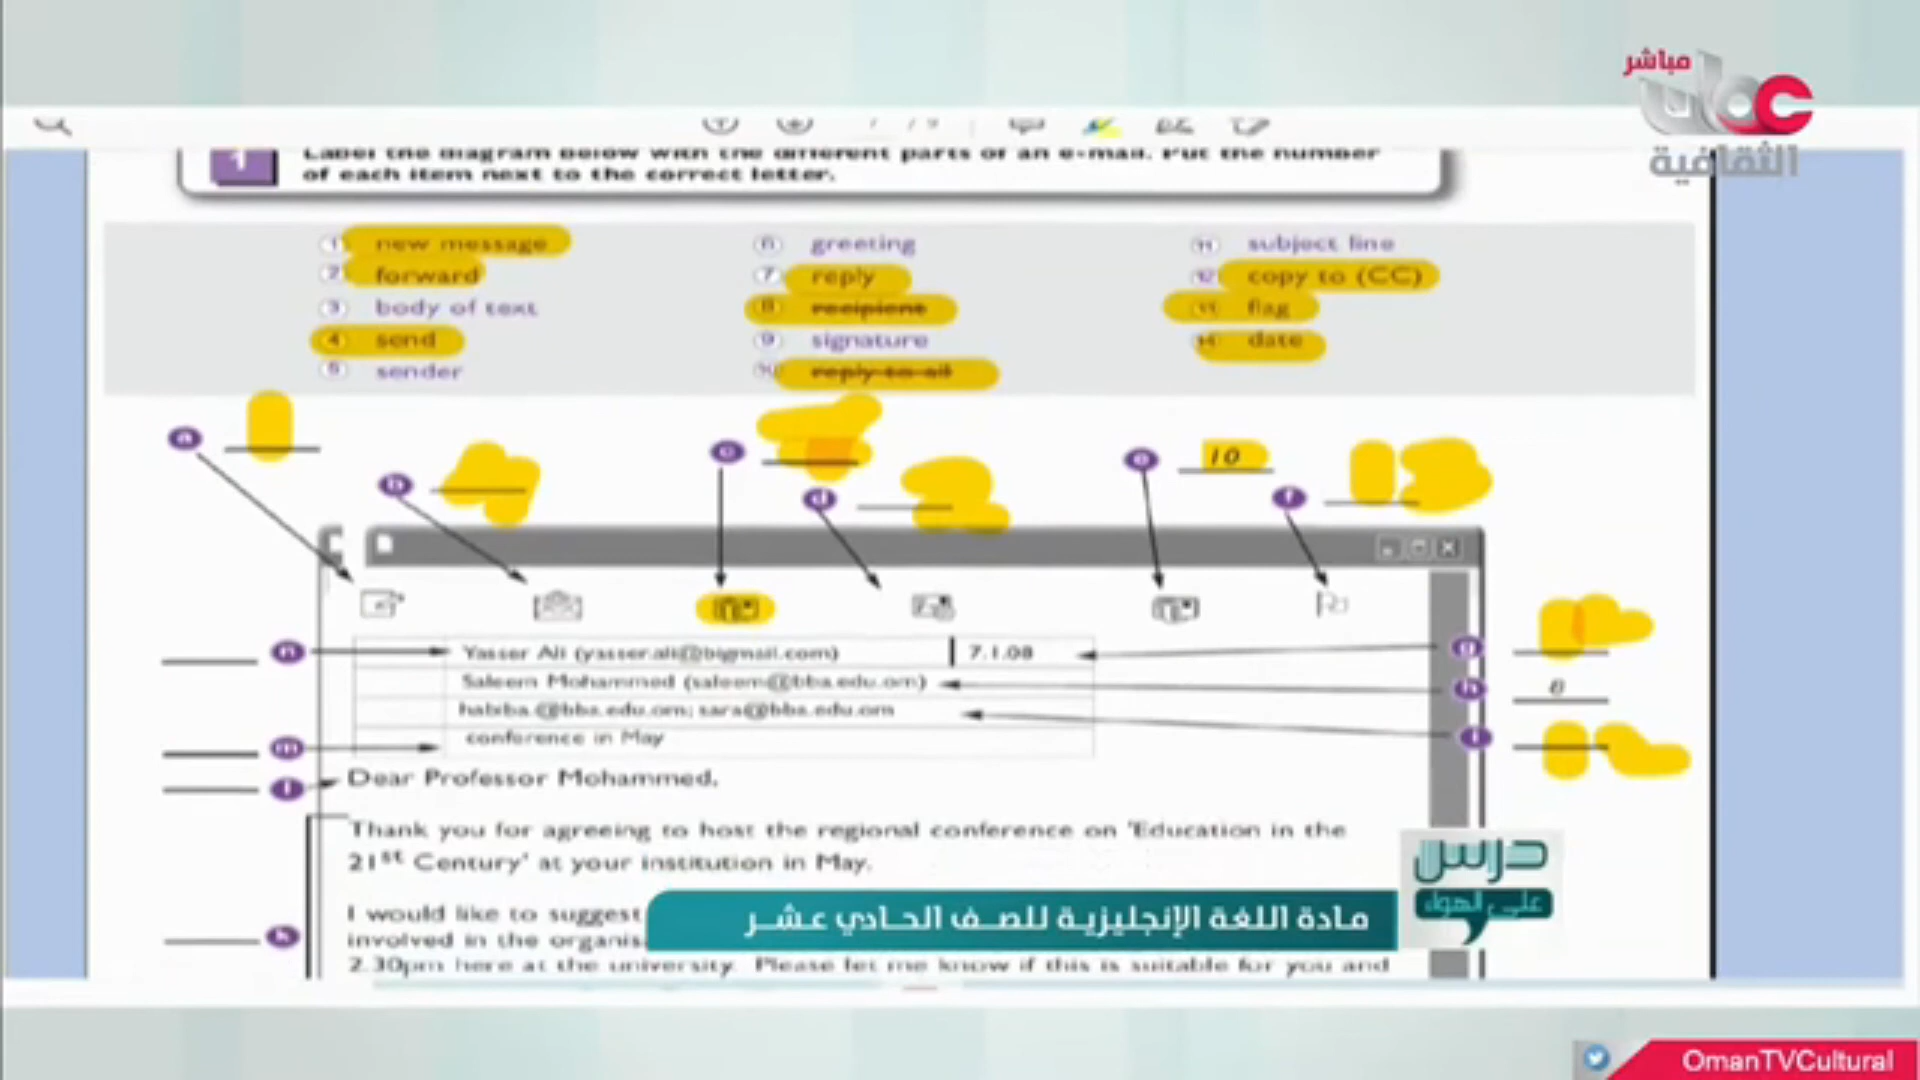 مباشر
الثقافية
1
Label the diagram below with the different parts of an e-mail. Put the number
of each item next to the correct letter.
1 new message
2 forward
3 body of text
4 send
5 sender
6 greeting
7 reply
8 recipient
9 signature
10 reply to all
11 subject line
12 copy to (CC)
13 flag
14 date
a
b
c
d
e 10
f
n Yasser Ali (yasser.ali@bigmail.com) 7.1.08 g
Saleem Mohammed (saleem@bba.edu.om) h 8
habiba.@bba.edu.om; sara@bba.edu.om i
m conference in May
l Dear Professor Mohammed,
Thank you for agreeing to host the regional conference on 'Education in the
21st Century' at your institution in May.
k
I would like to suggest
involved in the organis
2.30pm here at the university. Please let me know if this is suitable for you and
مادة اللغة الإنجليزية للصف الحادي عشر
درس
على الهواء
OmanTVCultural